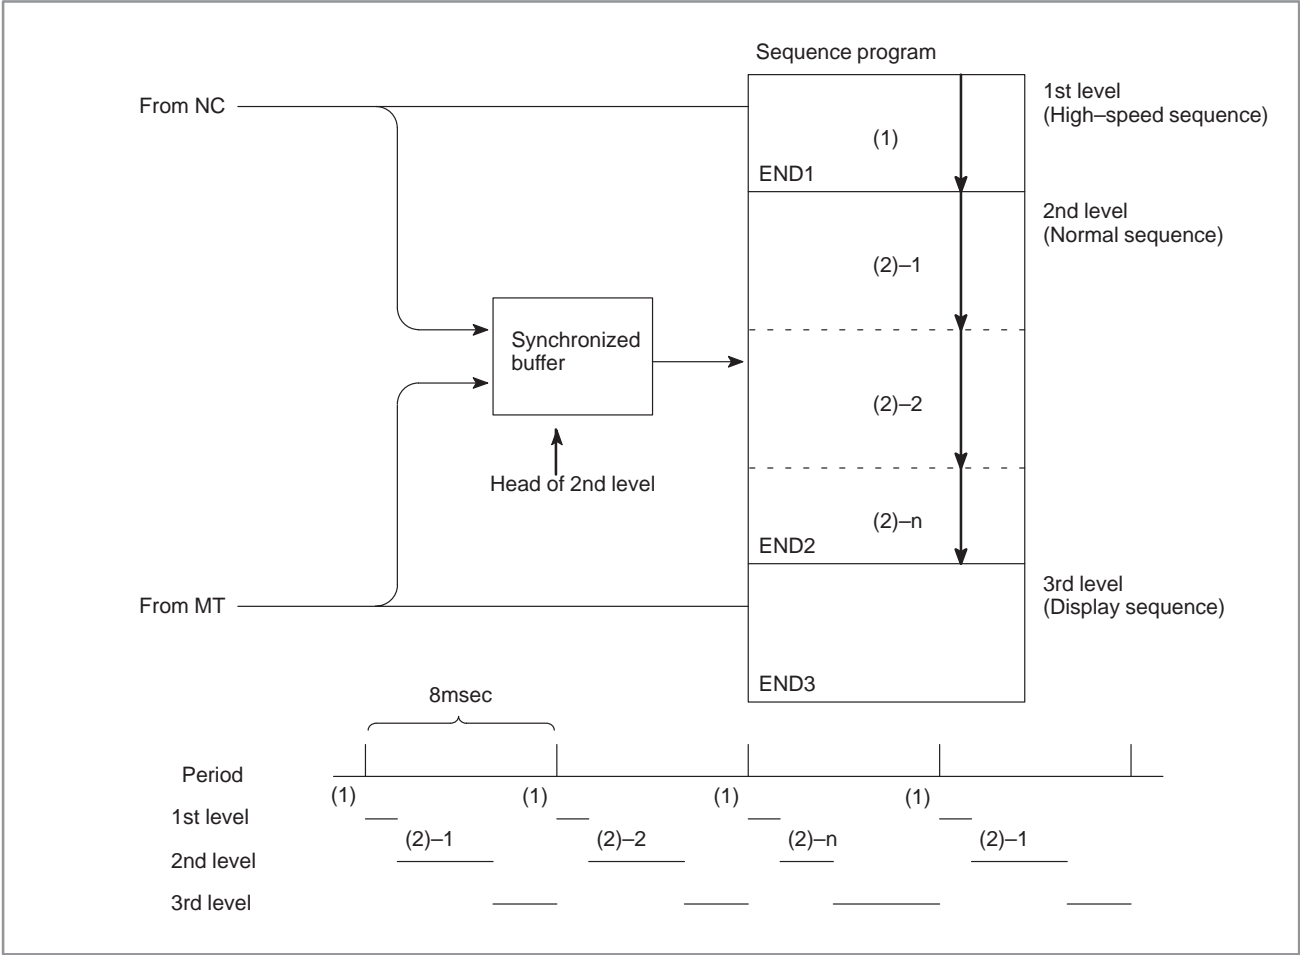 Sequence program
From NC
1st level
(High–speed sequence)
(1)
END1
2nd level
(Normal sequence)
(2)–1
Synchronized
buffer
(2)–2
Head of 2nd level
(2)–n
END2
From MT
3rd level
(Display sequence)
END3
8msec
Period
(1) (1) (1) (1)
1st level
(2)–1 (2)–2 (2)–n (2)–1
2nd level
3rd level